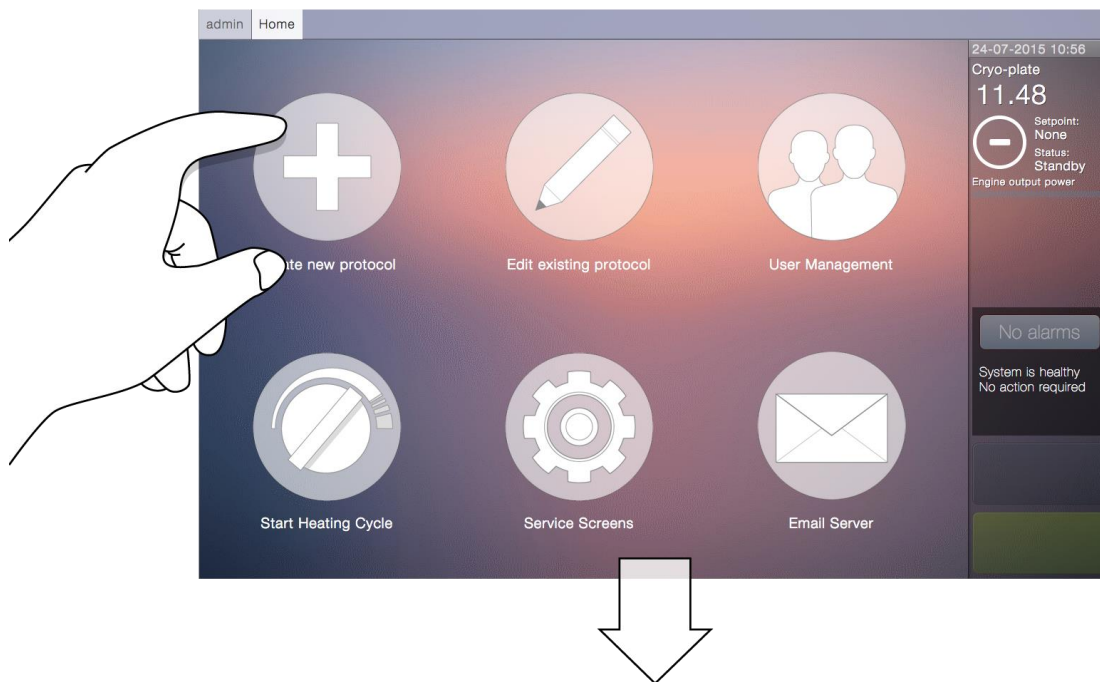 admin Home
24-07-2015 10:56
Cryo-plate
11.48
Setpoint:
None
Status:
Standby
Engine output power
te new protocol
Edit existing protocol
User Management
No alarms
System is healthy
No action required
Start Heating Cycle
Service Screens
Email Server